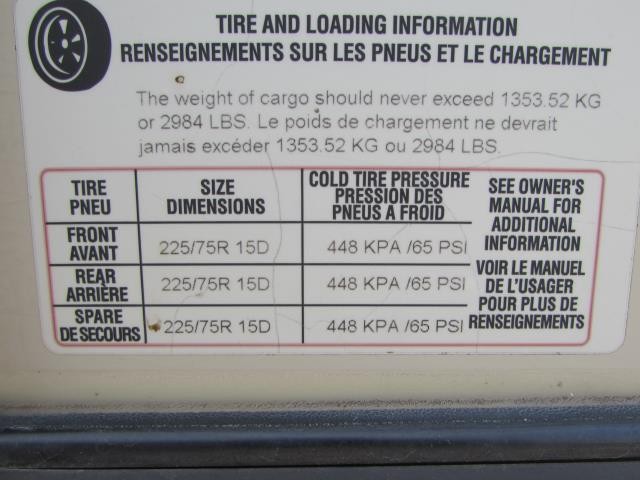 TIRE AND LOADING INFORMATION
RENSEIGNEMENTS SUR LES PNEUS ET LE CHARGEMENT
The weight of cargo should never exceed 1353.52 KG
or 2984 LBS. Le poids de chargement ne devrait
jamais excéder 1353.52 KG ou 2984 LBS.
TIRE
PNEU
SIZE
DIMENSIONS
COLD TIRE PRESSURE
PRESSION DES
PNEUS A FROID
SEE OWNER'S
MANUAL FOR
ADDITIONAL
INFORMATION
VOIR LE MANUEL
DE L'USAGER
POUR PLUS DE
RENSEIGNEMENTS
FRONT
AVANT
225/75R 15D
448 KPA /65 PSI
REAR
ARRIÈRE
225/75R 15D
448 KPA /65 PSI
SPARE
DE SECOURS
225/75R 15D
448 KPA /65 PSI